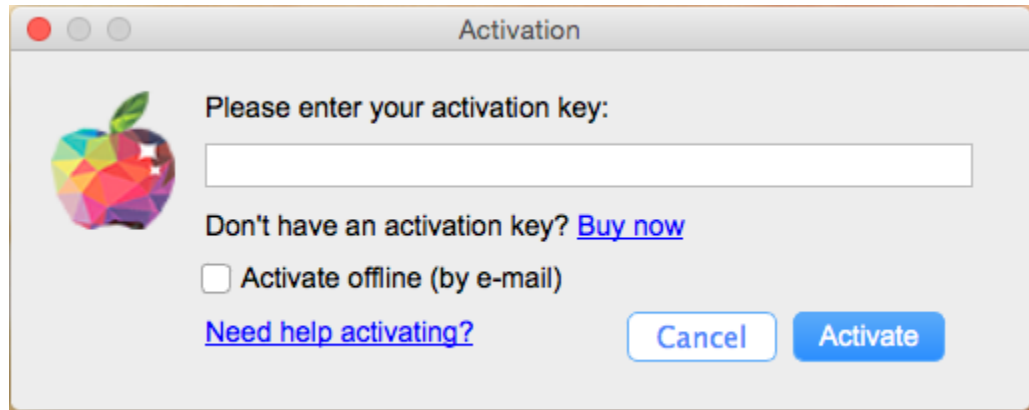 Activation
Please enter your activation key:
Don't have an activation key? Buy now
Activate offline (by e-mail)
Need help activating?
Cancel
Activate